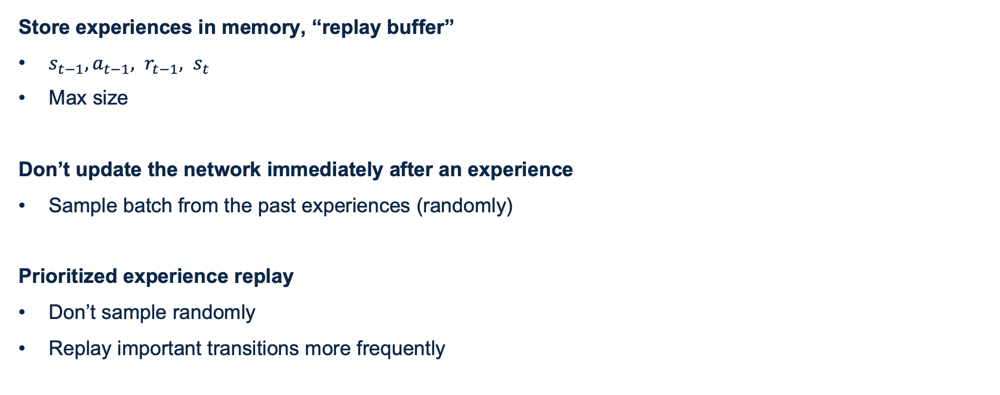 Store experiences in memory, “replay buffer”
• $s_{t-1}, a_{t-1},\ r_{t-1},\ s_t$
• Max size
Don’t update the network immediately after an experience
• Sample batch from the past experiences (randomly)
Prioritized experience replay
• Don’t sample randomly
• Replay important transitions more frequently